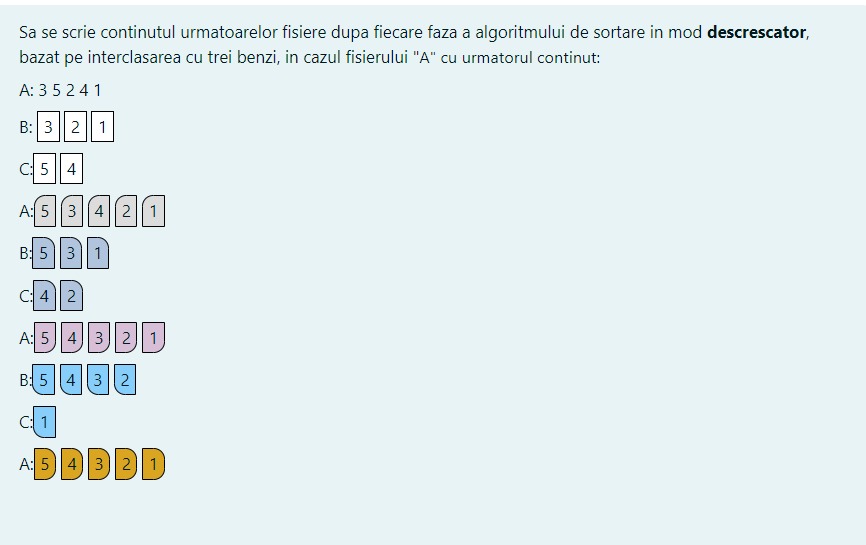 Sa se scrie continutul urmatoarelor fisiere dupa fiecare faza a algoritmului de sortare in mod descrescator,
bazat pe interclasarea cu trei benzi, in cazul fisierului "A" cu urmatorul continut:
A: 3 5 2 4 1
B: 3 2 1
C: 5 4
A: 5 3 4 2 1
B: 5 3 1
C: 4 2
A: 5 4 3 2 1
B: 5 4 3 2
C: 1
A: 5 4 3 2 1